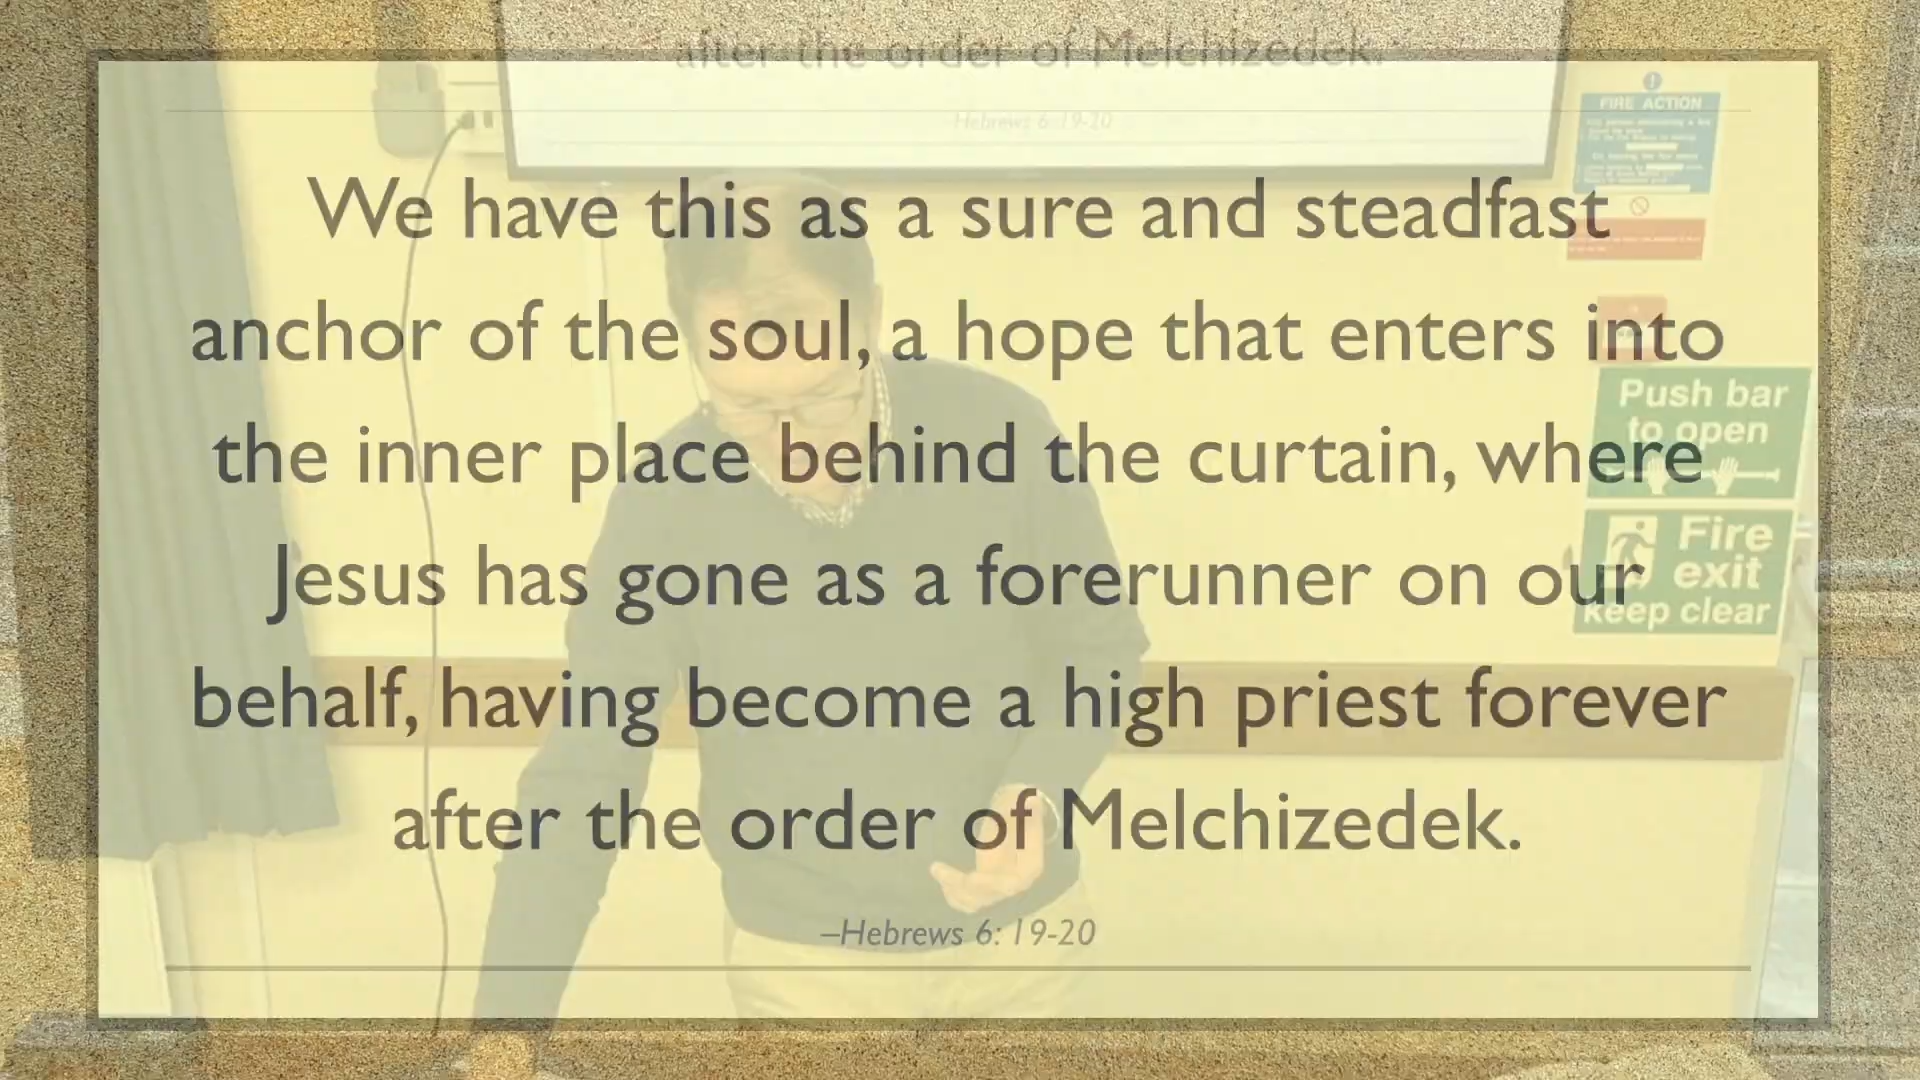 after the order of Melchizedek.
Hebrews 6: 19-20
We have this as a sure and steadfast
anchor of the soul, a hope that enters into
the inner place behind the curtain, where
Jesus has gone as a forerunner on our
behalf, having become a high priest forever
after the order of Melchizedek.
–Hebrews 6: 19-20
FIRE ACTION
Push bar
to open
Fire
exit
keep clear